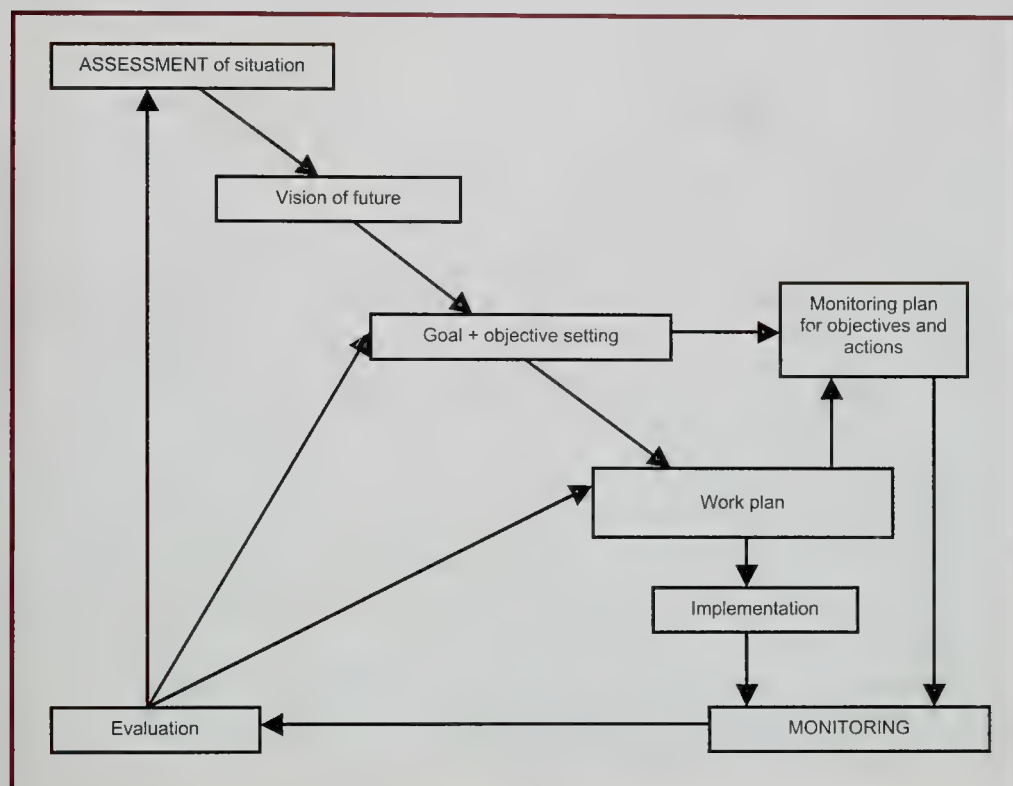 ASSESSMENT of situation
Vision of future
Goal + objective setting
Monitoring plan
for objectives and
actions
Work plan
Implementation
Evaluation
MONITORING